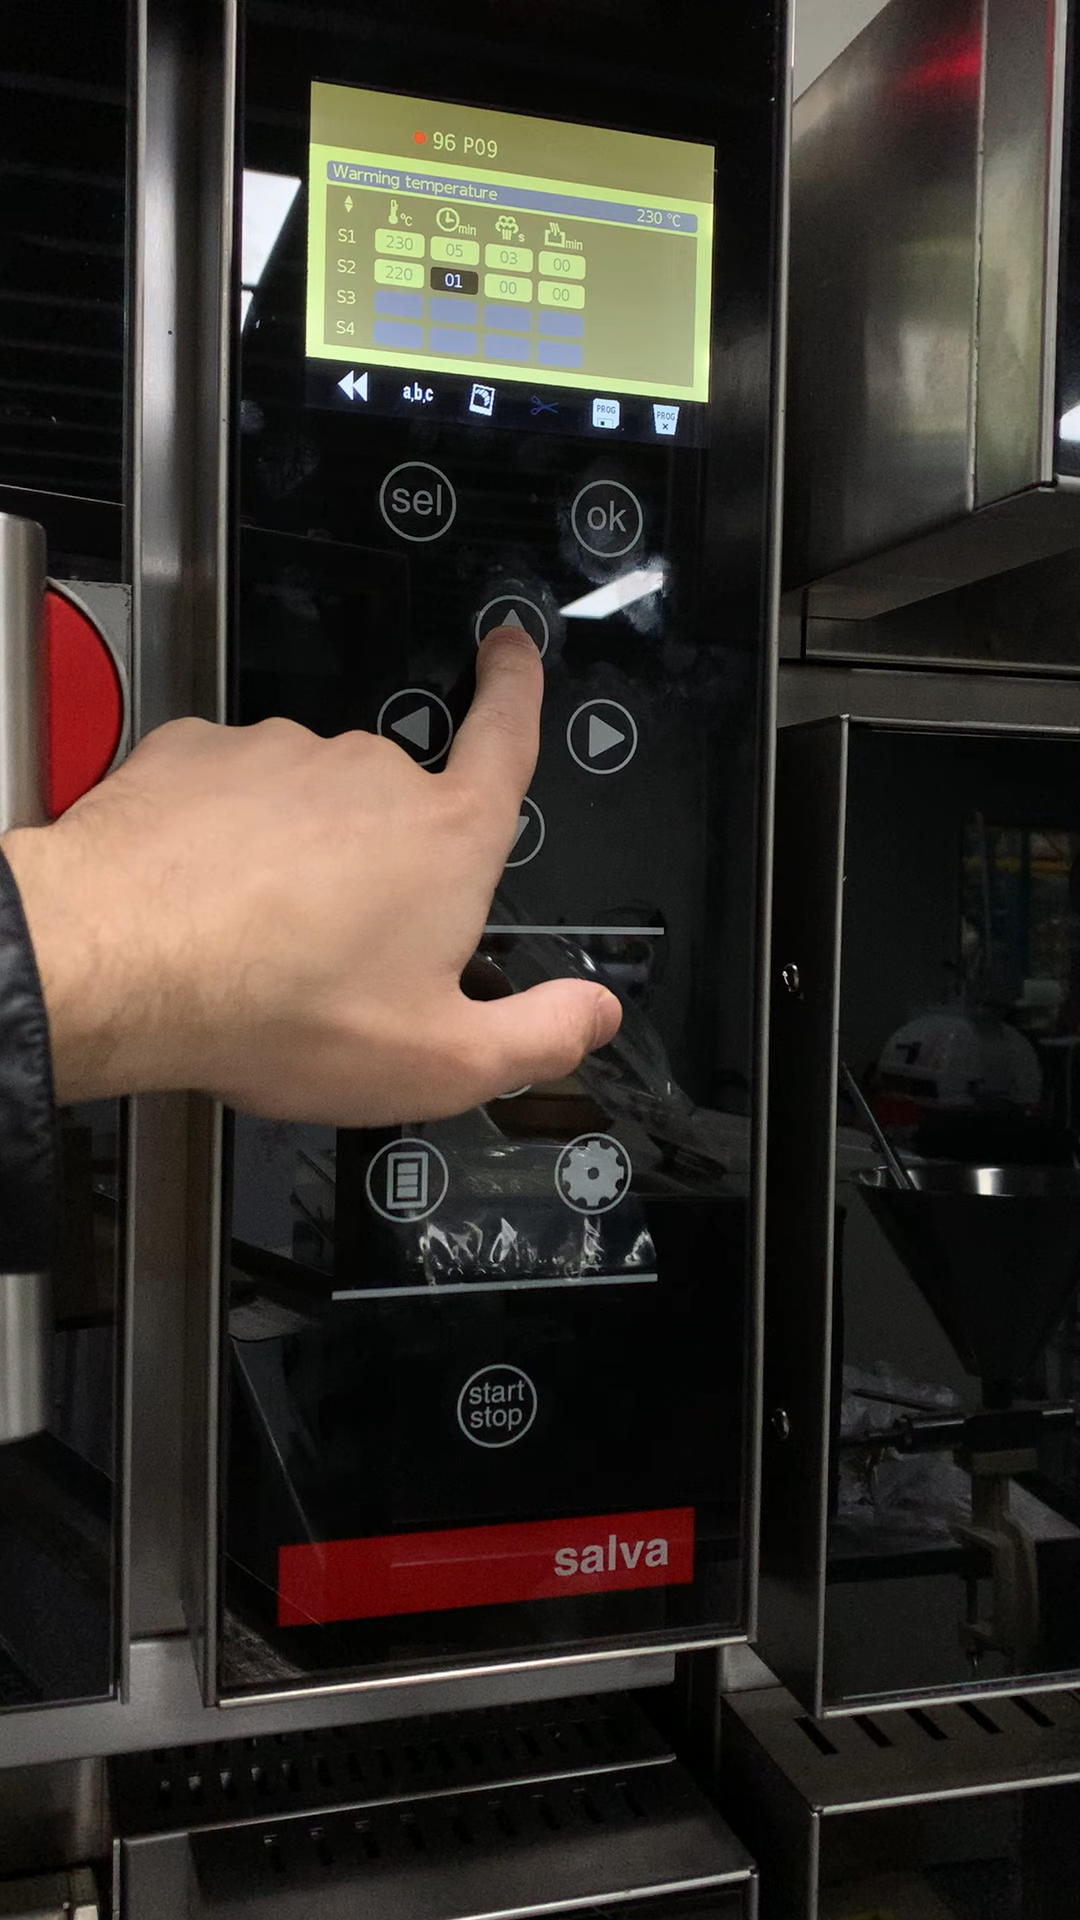 96 P09
Warming temperature 230 °C
°C min s min
S1 230 05 03 00
S2 220 01 00 00
S3
S4
a,b,c PROG PROG
sel ok
start
stop
salva